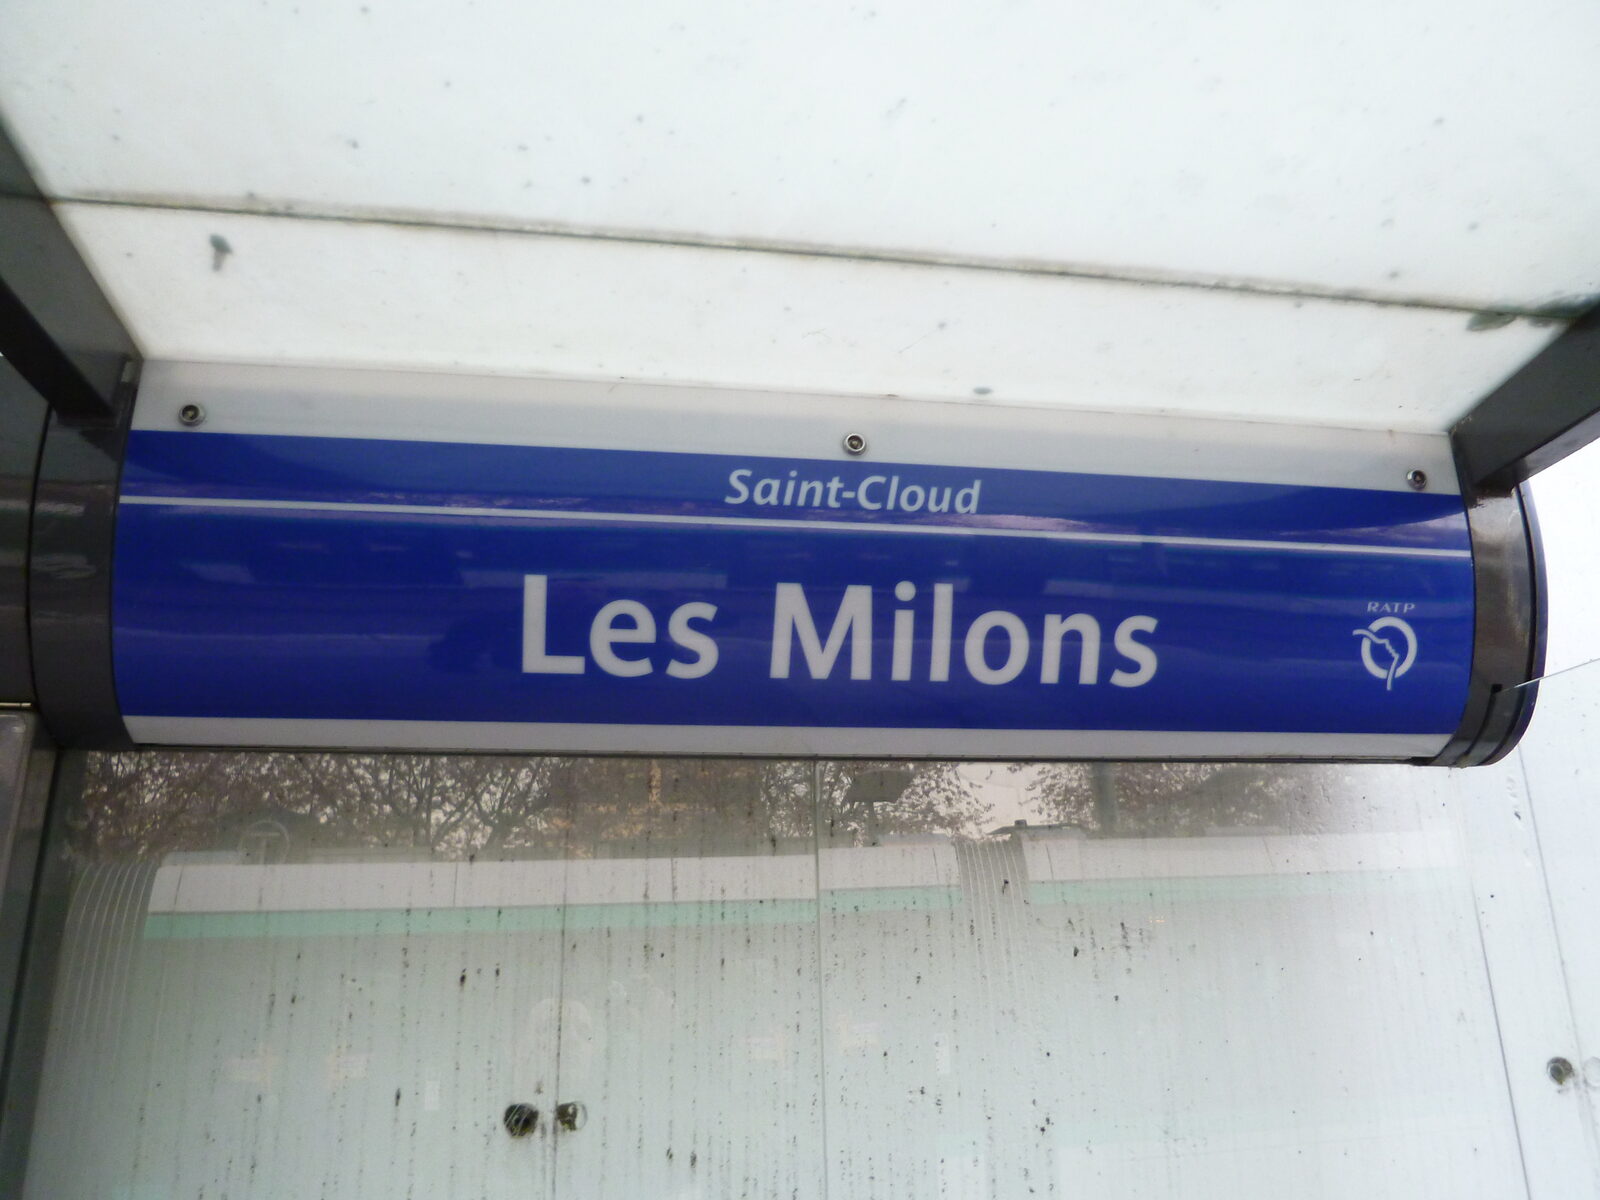 Saint-Cloud
Les Milons
RATP